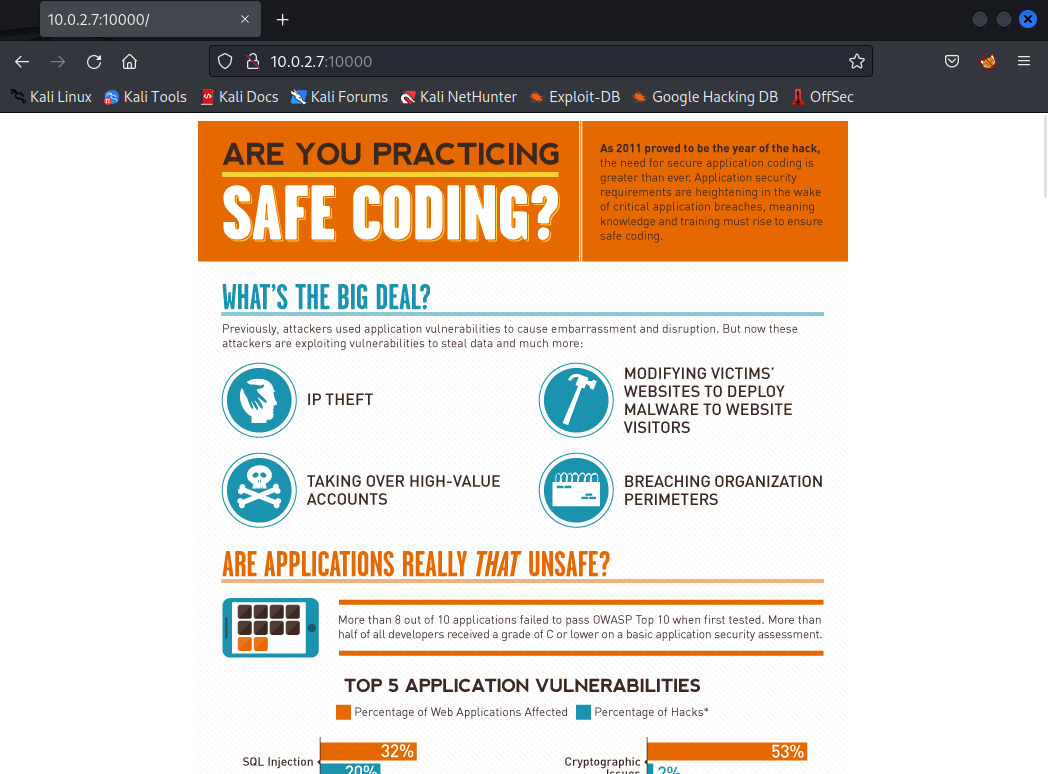 10.0.2.7:10000/
10.0.2.7:10000
Kali Linux Kali Tools Kali Docs Kali Forums Kali NetHunter Exploit-DB Google Hacking DB OffSec
ARE YOU PRACTICING
SAFE CODING?
As 2011 proved to be the year of the hack,
the need for secure application coding is
greater than ever. Application security
requirements are heightening in the wake
of critical application breaches, meaning
knowledge and training must rise to ensure
safe coding.
WHAT'S THE BIG DEAL?
Previously, attackers used application vulnerabilities to cause embarrassment and disruption. But now these
attackers are exploiting vulnerabilities to steal data and much more:
IP THEFT
MODIFYING VICTIMS'
WEBSITES TO DEPLOY
MALWARE TO WEBSITE
VISITORS
TAKING OVER HIGH-VALUE
ACCOUNTS
BREACHING ORGANIZATION
PERIMETERS
ARE APPLICATIONS REALLY THAT UNSAFE?
More than 8 out of 10 applications failed to pass OWASP Top 10 when first tested. More than
half of all developers received a grade of C or lower on a basic application security assessment.
TOP 5 APPLICATION VULNERABILITIES
Percentage of Web Applications Affected Percentage of Hacks*
SQL Injection
32%
20%
Cryptographic
Issues
53%
2%